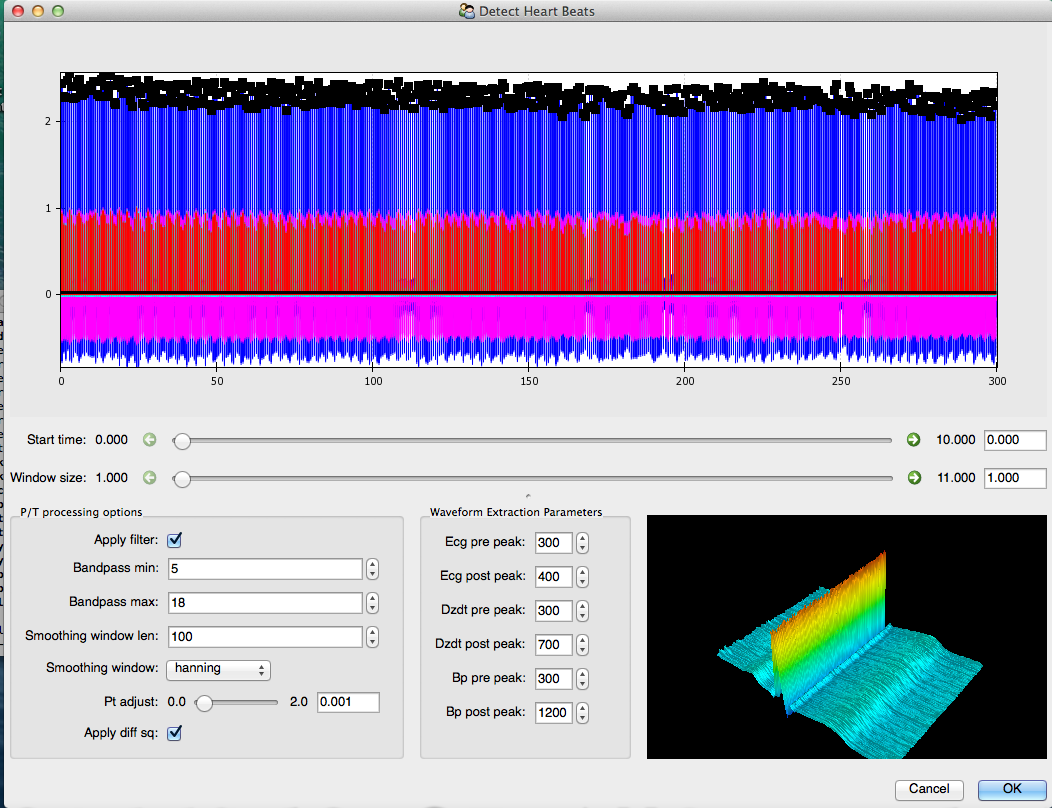 Detect Heart Beats
2
1
0
0 50 100 150 200 250 300
Start time: 0.000 10.000 0.000
Window size: 1.000 11.000 1.000
P/T processing options
Apply filter:
Bandpass min: 5
Bandpass max: 18
Smoothing window len: 100
Smoothing window: hanning
Pt adjust: 0.0 2.0 0.001
Apply diff sq:
Waveform Extraction Parameters
Ecg pre peak: 300
Ecg post peak: 400
Dzdt pre peak: 300
Dzdt post peak: 700
Bp pre peak: 300
Bp post peak: 1200
Cancel OK